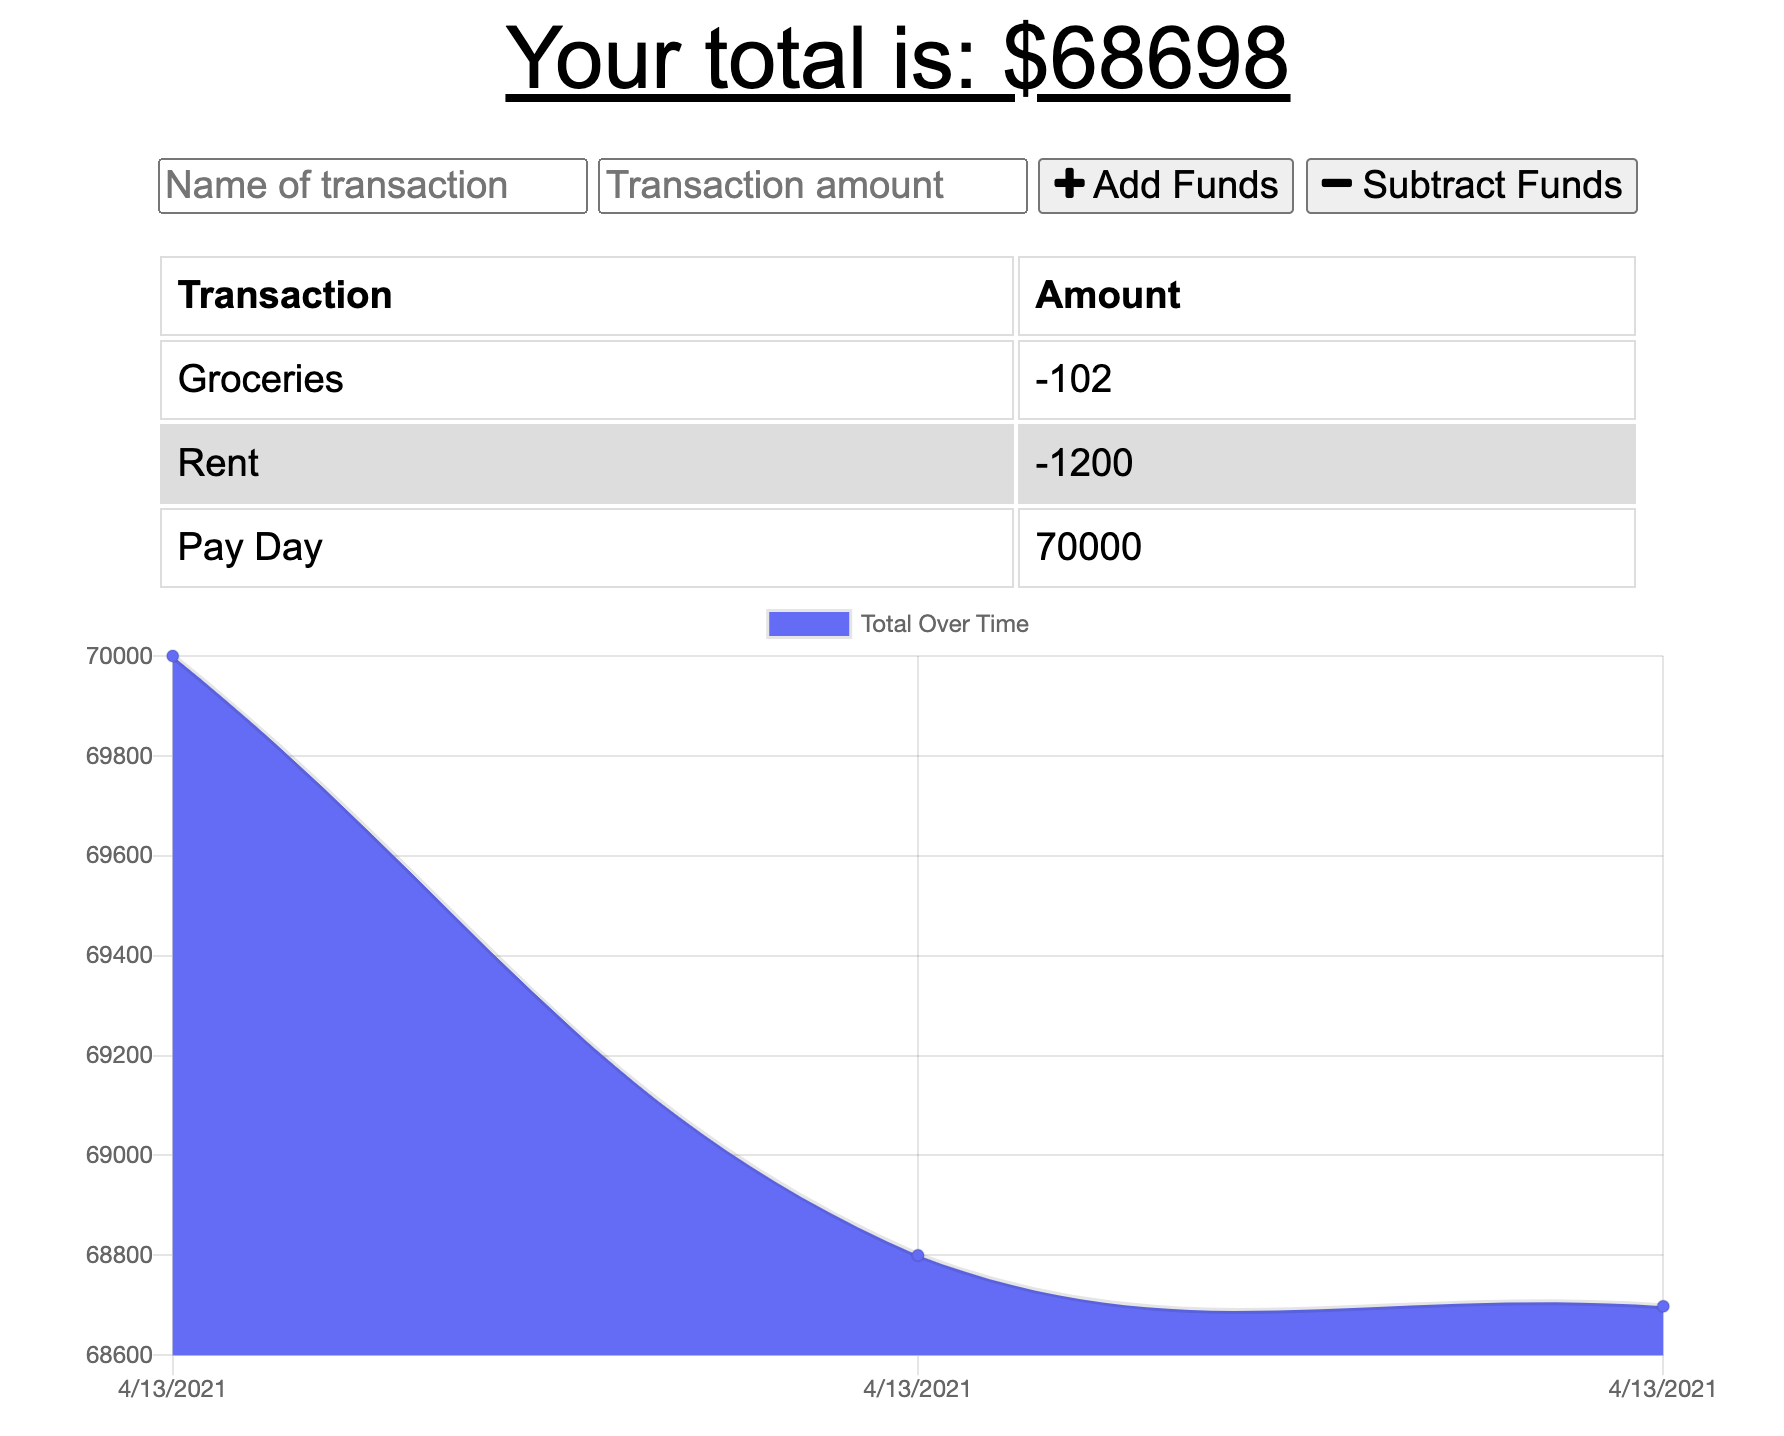 Your total is: $68698
Name of transaction Transaction amount Add Funds Subtract Funds
Transaction Amount
Groceries -102
Rent -1200
Pay Day 70000
Total Over Time
70000
69800
69600
69400
69200
69000
68800
68600
4/13/2021 4/13/2021 4/13/2021